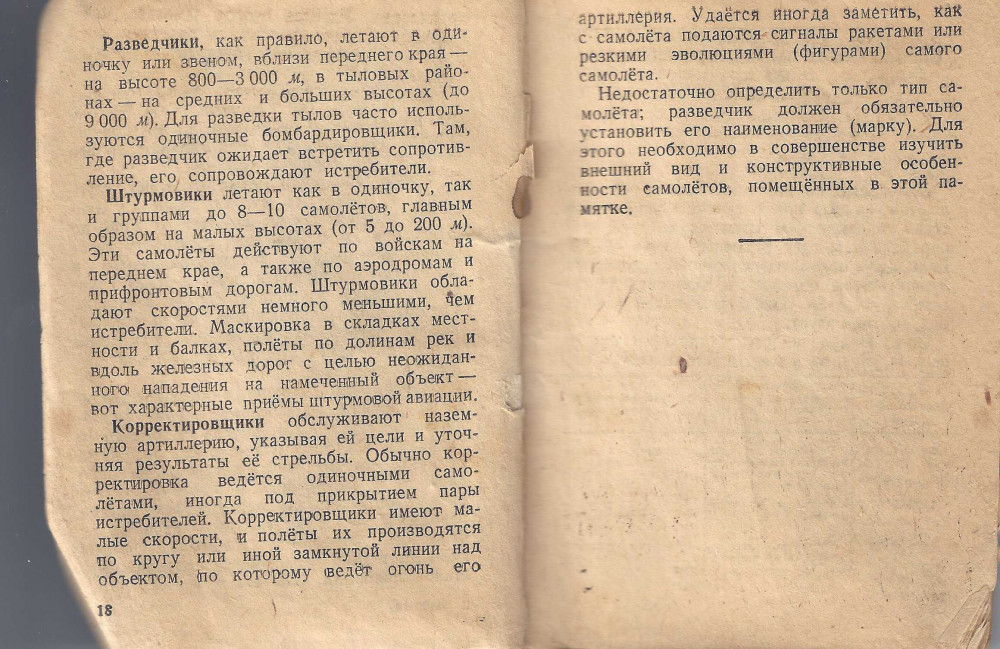 Разведчики, как правило, летают в оди-
ночку или звеном, вблизи переднего края —
на высоте 800—3 000 м, в тыловых райо-
нах — на средних и больших высотах (до
9 000 м). Для разведки тылов часто исполь-
зуются одиночные бомбардировщики. Там,
где разведчик ожидает встретить сопротив-
ление, его сопровождают истребители.
Штурмовики летают как в одиночку, так
и группами до 8—10 самолётов, главным
образом на малых высотах (от 5 до 200 м).
Эти самолёты действуют по войскам на
переднем крае, а также по аэродромам и
прифронтовым дорогам. Штурмовики обла-
дают скоростями немного меньшими, чем
истребители. Маскировка в складках мест-
ности и балках, полёты по долинам рек и
вдоль железных дорог с целью неожидан-
ного нападения на намеченный объект —
вот характерные приёмы штурмовой авиации.
Корректировщики обслуживают назем-
ную артиллерию, указывая ей цели и уточ-
няя результаты её стрельбы. Обычно кор-
ректировка ведётся одиночными само-
лётами, иногда под прикрытием пары
истребителей. Корректировщики имеют ма-
лые скорости, и полёты их производятся
по кругу или иной замкнутой линии над
объектом, по которому ведёт огонь его
18
артиллерия. Удаётся иногда заметить, как
с самолёта подаются сигналы ракетами или
резкими эволюциями (фигурами) самого
самолёта.
Недостаточно определить только тип са-
молёта; разведчик должен обязательно
установить его наименование (марку). Для
этого необходимо в совершенстве изучить
внешний вид и конструктивные особен-
ности самолётов, помещённых в этой па-
мятке.